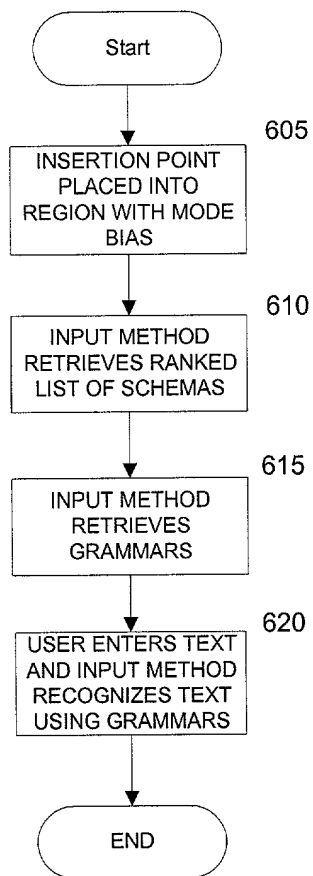 Start
605
INSERTION POINT
PLACED INTO
REGION WITH MODE
BIAS
610
INPUT METHOD
RETRIEVES RANKED
LIST OF SCHEMAS
615
INPUT METHOD
RETRIEVES
GRAMMARS
620
USER ENTERS TEXT
AND INPUT METHOD
RECOGNIZES TEXT
USING GRAMMARS
END